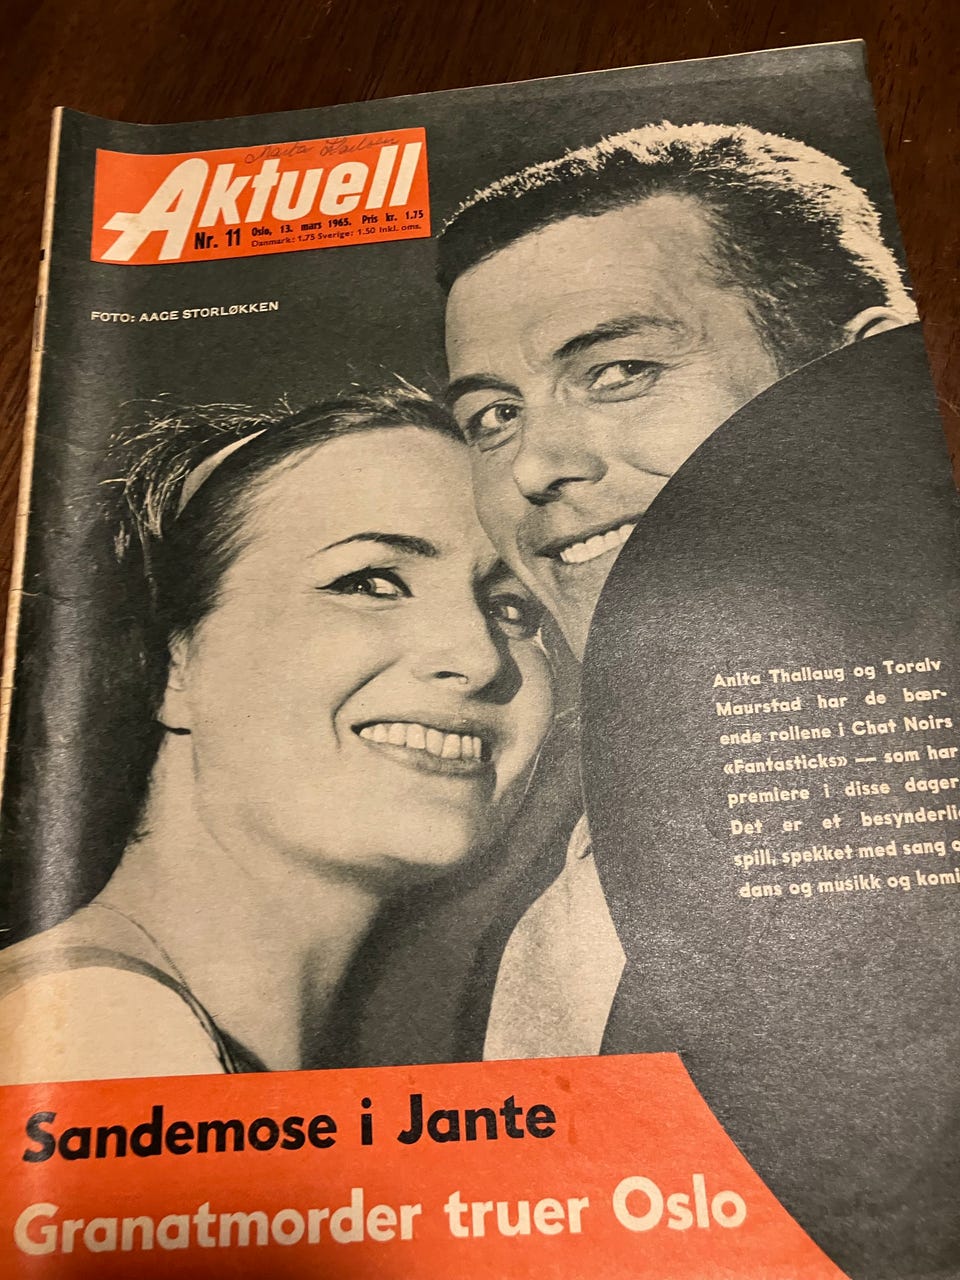 Aktuell
Nr. 11 Oslo, 13. mars 1965. Pris kr. 1.75
Danmark: 1.75 Sverige: 1.50 Inkl. oms.
FOTO: AAGE STORLØKKEN
Anita Thallaug og Toralv
Maurstad har de bær-
ende rollene i Chat Noirs
«Fantasticks» — som har
premiere i disse dager
Det er et besynderli
spill, spekket med sang o
dans og musikk og komi
Sandemose i Jante
Granatmorder truer Oslo